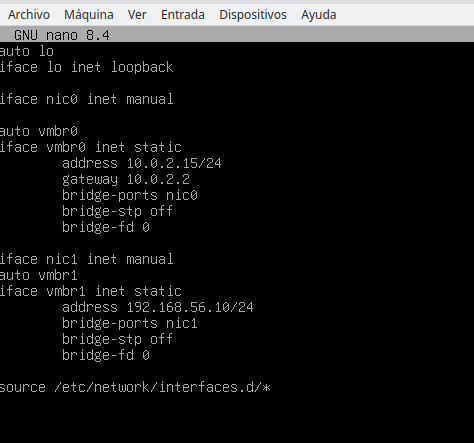 Archivo Máquina Ver Entrada Dispositivos Ayuda
GNU nano 8.4
auto lo
iface lo inet loopback
iface nic0 inet manual
auto vmbr0
iface vmbr0 inet static
address 10.0.2.15/24
gateway 10.0.2.2
bridge-ports nic0
bridge-stp off
bridge-fd 0
iface nic1 inet manual
auto vmbr1
iface vmbr1 inet static
address 192.168.56.10/24
bridge-ports nic1
bridge-stp off
bridge-fd 0
source /etc/network/interfaces.d/*